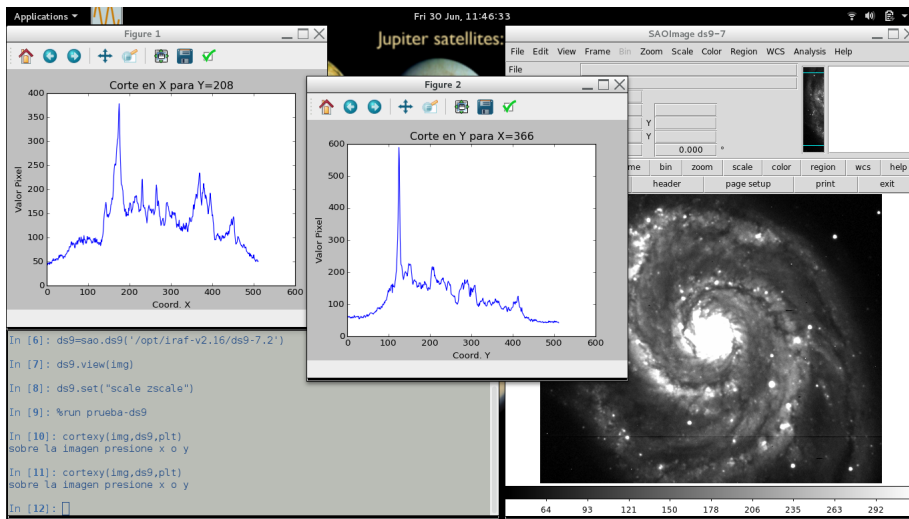 Applications
Fri 30 Jun, 11:46:33
Jupiter satellites:
Figure 1
Corte en X para Y=208
400
350
300
250
200
150
100
50
0
Valor Pixel
0 100 200 300 400 500 600
Coord. X
Figure 2
Corte en Y para X=366
600
500
400
300
200
100
0
Valor Pixel
0 100 200 300 400 500 600
Coord. Y
SAOImage ds9-7
File Edit View Frame Bin Zoom Scale Color Region WCS Analysis Help
File
Y
Y
0.000 °
me bin zoom scale color region wcs help
header page setup print exit
64 93 121 150 178 206 235 263 292
In [6]: ds9=sao.ds9('/opt/iraf-v2.16/ds9-7.2')
In [7]: ds9.view(img)
In [8]: ds9.set("scale zscale")
In [9]: %run prueba-ds9
In [10]: cortexy(img,ds9,plt)
sobre la imagen presione x o y
In [11]: cortexy(img,ds9,plt)
sobre la imagen presione x o y
In [12]: